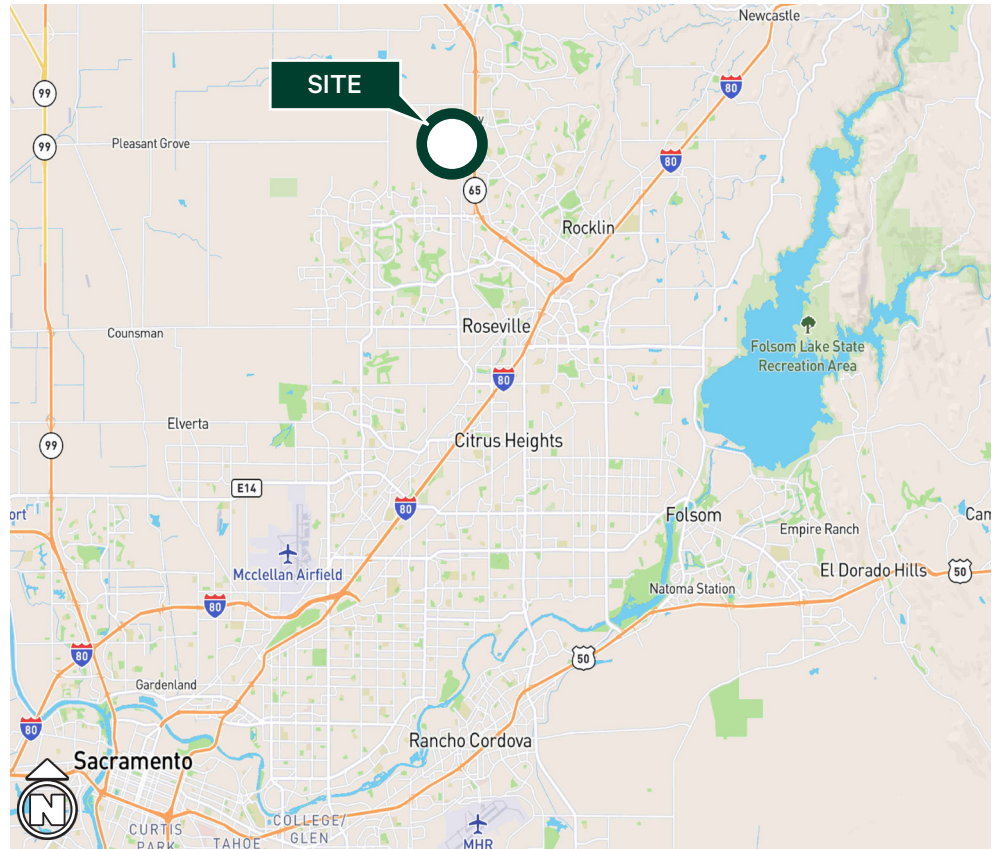 Newcastle
80
99
SITE
99
Pleasant Grove
80
65
Rocklin
Roseville
Counsman
Folsom Lake State
Recreation Area
80
Elverta
Citrus Heights
99
E14
80
Folsom
Empire Ranch
Mcclellan Airfield
El Dorado Hills
50
Natoma Station
80
80
50
Gardenland
80
Rancho Cordova
Sacramento
N
CURTIS
PARK
TAHOE
COLLEGE/
GLEN
MHR